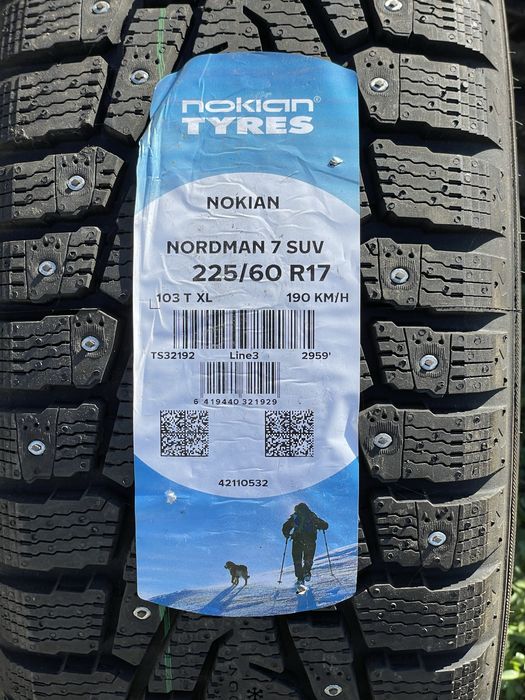 nokian®
TYRES
NOKIAN
NORDMAN 7 SUV
225/60 R17
103 T XL 190 KM/H
TS32192 Line3 2959'
6 419440 321929
42110532